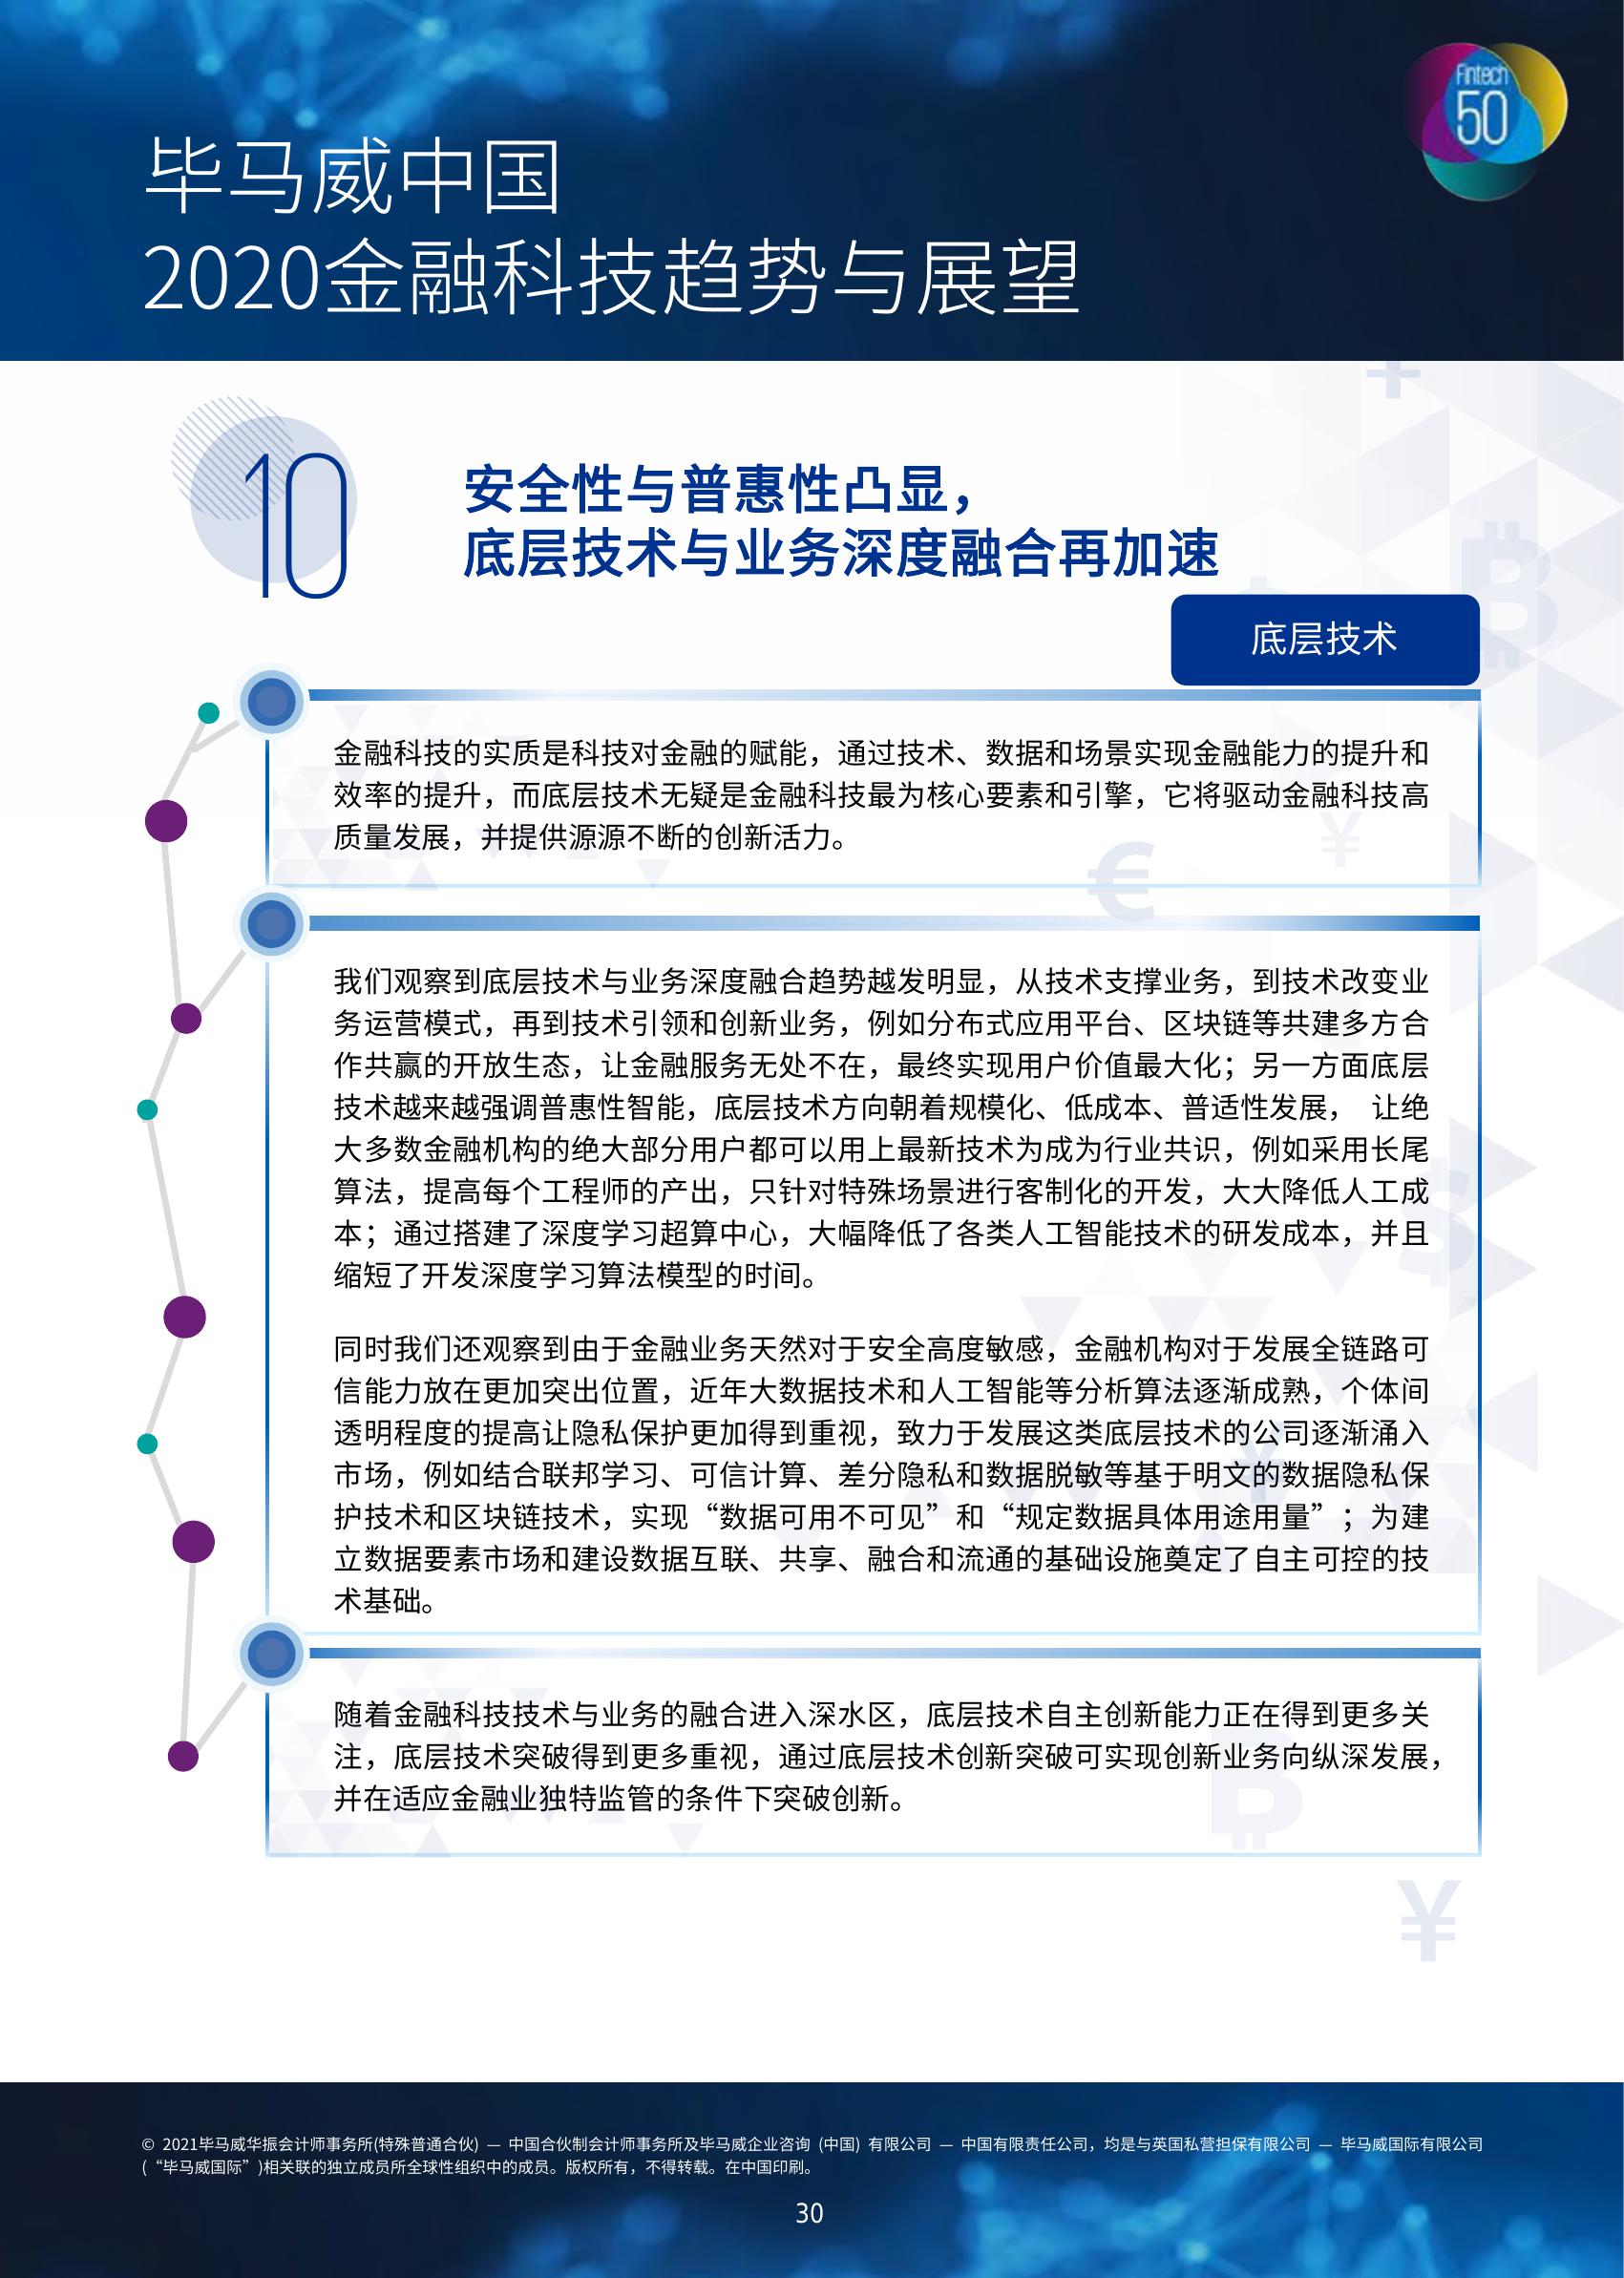 Fintech
50
毕马威中国
2020金融科技趋势与展望
10
安全性与普惠性凸显，
底层技术与业务深度融合再加速
底层技术
金融科技的实质是科技对金融的赋能，通过技术、数据和场景实现金融能力的提升和
效率的提升，而底层技术无疑是金融科技最为核心要素和引擎，它将驱动金融科技高
质量发展，并提供源源不断的创新活力。
我们观察到底层技术与业务深度融合趋势越发明显，从技术支撑业务，到技术改变业
务运营模式，再到技术引领和创新业务，例如分布式应用平台、区块链等共建多方合
作共赢的开放生态，让金融服务无处不在，最终实现用户价值最大化；另一方面底层
技术越来越强调普惠性智能，底层技术方向朝着规模化、低成本、普适性发展， 让绝
大多数金融机构的绝大部分用户都可以用上最新技术为成为行业共识，例如采用长尾
算法，提高每个工程师的产出，只针对特殊场景进行客制化的开发，大大降低人工成
本；通过搭建了深度学习超算中心，大幅降低了各类人工智能技术的研发成本，并且
缩短了开发深度学习算法模型的时间。
同时我们还观察到由于金融业务天然对于安全高度敏感，金融机构对于发展全链路可
信能力放在更加突出位置，近年大数据技术和人工智能等分析算法逐渐成熟，个体间
透明程度的提高让隐私保护更加得到重视，致力于发展这类底层技术的公司逐渐涌入
市场，例如结合联邦学习、可信计算、差分隐私和数据脱敏等基于明文的数据隐私保
护技术和区块链技术，实现“数据可用不可见”和“规定数据具体用途用量”；为建
立数据要素市场和建设数据互联、共享、融合和流通的基础设施奠定了自主可控的技
术基础。
随着金融科技技术与业务的融合进入深水区，底层技术自主创新能力正在得到更多关
注，底层技术突破得到更多重视，通过底层技术创新突破可实现创新业务向纵深发展，
并在适应金融业独特监管的条件下突破创新。
© 2021毕马威华振会计师事务所(特殊普通合伙) — 中国合伙制会计师事务所及毕马威企业咨询 (中国) 有限公司 — 中国有限责任公司，均是与英国私营担保有限公司 — 毕马威国际有限公司
(“毕马威国际”)相关联的独立成员所全球性组织中的成员。版权所有，不得转载。在中国印刷。
30